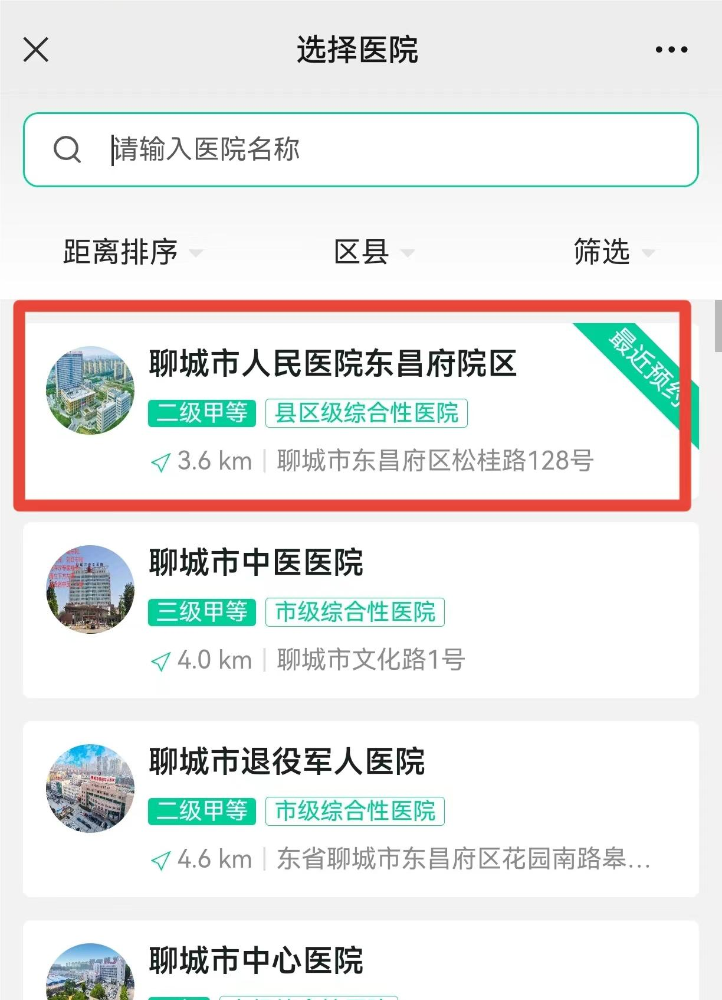 选择医院
请输入医院名称
距离排序 区县 筛选
最近预约
聊城市人民医院东昌府院区
二级甲等 县区级综合性医院
3.6 km | 聊城市东昌府区松桂路128号
聊城市中医医院
三级甲等 市级综合性医院
4.0 km | 聊城市文化路1号
聊城市退役军人医院
二级甲等 市级综合性医院
4.6 km | 东省聊城市东昌府区花园南路皋...
聊城市中心医院